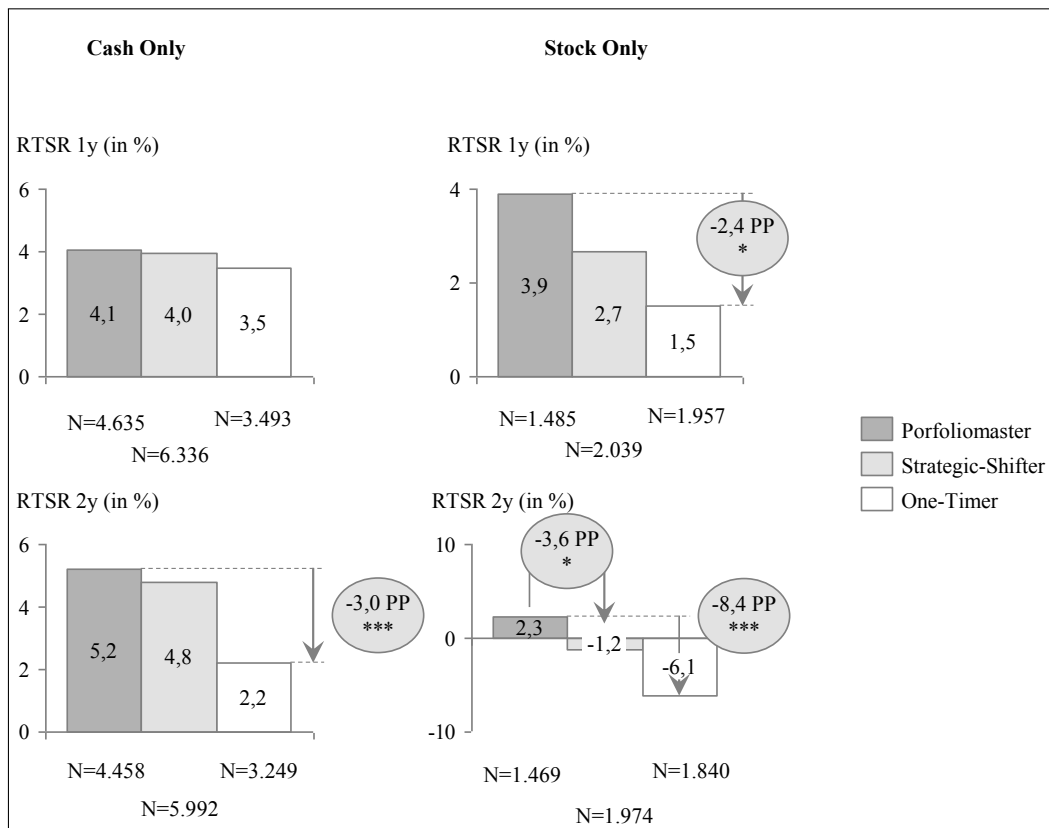 Cash Only
Stock Only
RTSR 1y (in %)
6
4
2
0
4,1
4,0
3,5
N=4.635
N=3.493
N=6.336
RTSR 1y (in %)
4
2
0
3,9
2,7
1,5
-2,4 PP
*
N=1.485
N=1.957
N=2.039
Porfoliomaster
Strategic-Shifter
One-Timer
RTSR 2y (in %)
6
4
2
0
5,2
4,8
2,2
-3,0 PP
***
N=4.458
N=3.249
N=5.992
RTSR 2y (in %)
10
0
-10
-3,6 PP
*
2,3
-1,2
-6,1
-8,4 PP
***
N=1.469
N=1.840
N=1.974